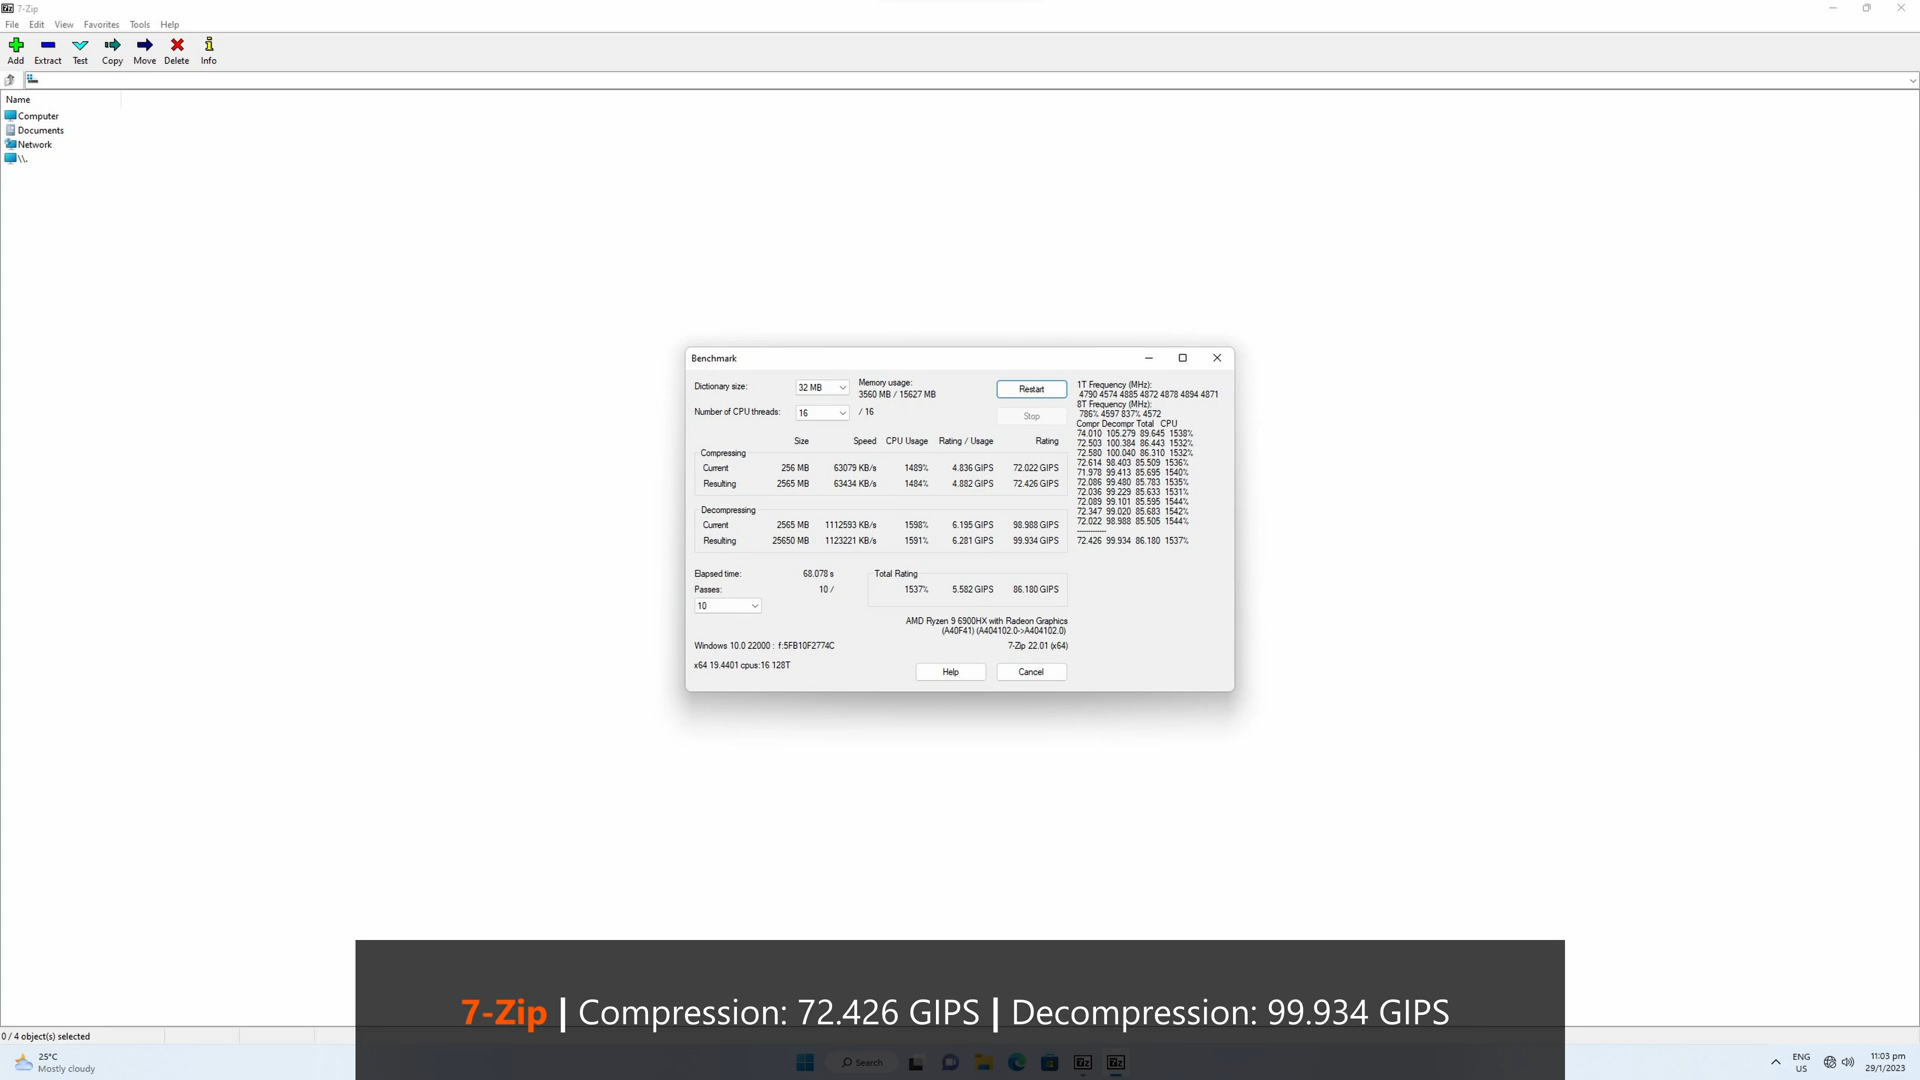 7-Zip
File Edit View Favorites Tools Help
Add Extract Test Copy Move Delete Info
Name
Computer
Documents
Network
\\.
Benchmark
Dictionary size: 32 MB Memory usage: 3560 MB / 15627 MB Restart
Number of CPU threads: 16 / 16 Stop
Size Speed CPU Usage Rating / Usage Rating
Compressing
Current 256 MB 63079 KB/s 1489% 4.836 GIPS 72.022 GIPS
Resulting 2565 MB 63434 KB/s 1484% 4.882 GIPS 72.426 GIPS
Decompressing
Current 2565 MB 1112593 KB/s 1598% 6.195 GIPS 98.988 GIPS
Resulting 25650 MB 1123221 KB/s 1591% 6.281 GIPS 99.934 GIPS
Elapsed time: 68.078 s
Passes: 10 /
10
Total Rating
1537% 5.582 GIPS 86.180 GIPS
AMD Ryzen 9 6900HX with Radeon Graphics
(A40F41) (A404102.0->A404102.0)
Windows 10.0 22000 : f:5FB10F2774C 7-Zip 22.01 (x64)
x64 19.4401 cpus:16 128T
Help Cancel
1T Frequency (MHz):
4790 4574 4885 4872 4878 4894 4871
8T Frequency (MHz):
786% 4597 837% 4572
Compr Decompr Total CPU
74.010 105.279 89.645 1538%
72.503 100.384 86.443 1532%
72.580 100.040 86.310 1532%
72.614 98.403 85.509 1536%
71.978 99.413 85.695 1540%
72.086 99.480 85.783 1535%
72.036 99.229 85.633 1531%
72.089 99.101 85.595 1544%
72.347 99.020 85.683 1542%
72.022 98.988 85.505 1544%
-------------
72.426 99.934 86.180 1537%
7-Zip | Compression: 72.426 GIPS | Decompression: 99.934 GIPS
0 / 4 object(s) selected
25°C
Mostly cloudy
Search
ENG
US
11:03 pm
29/1/2023